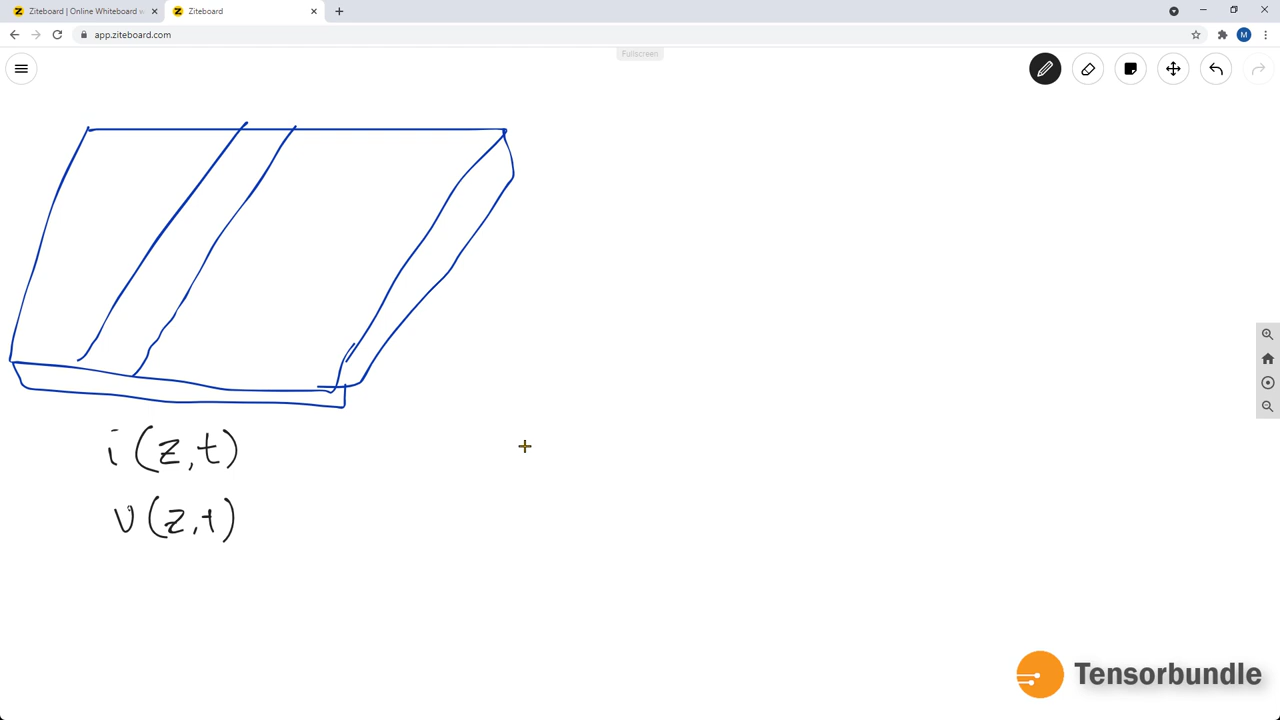 Ziteboard | Online Whiteboard w
Ziteboard
app.ziteboard.com
M
Fullscreen
i(z,t)
v(z,t)
Tensorbundle